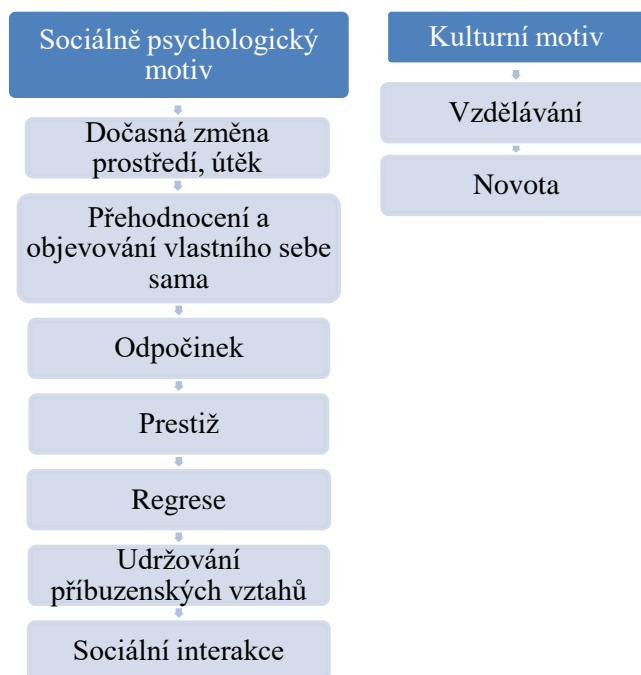 Sociálně psychologický
motiv
Dočasná změna
prostředí, útěk
Přehodnocení a
objevování vlastního sebe
sama
Odpočinek
Prestiž
Regrese
Udržování
příbuzenských vztahů
Sociální interakce
Kulturní motiv
Vzdělávání
Novota